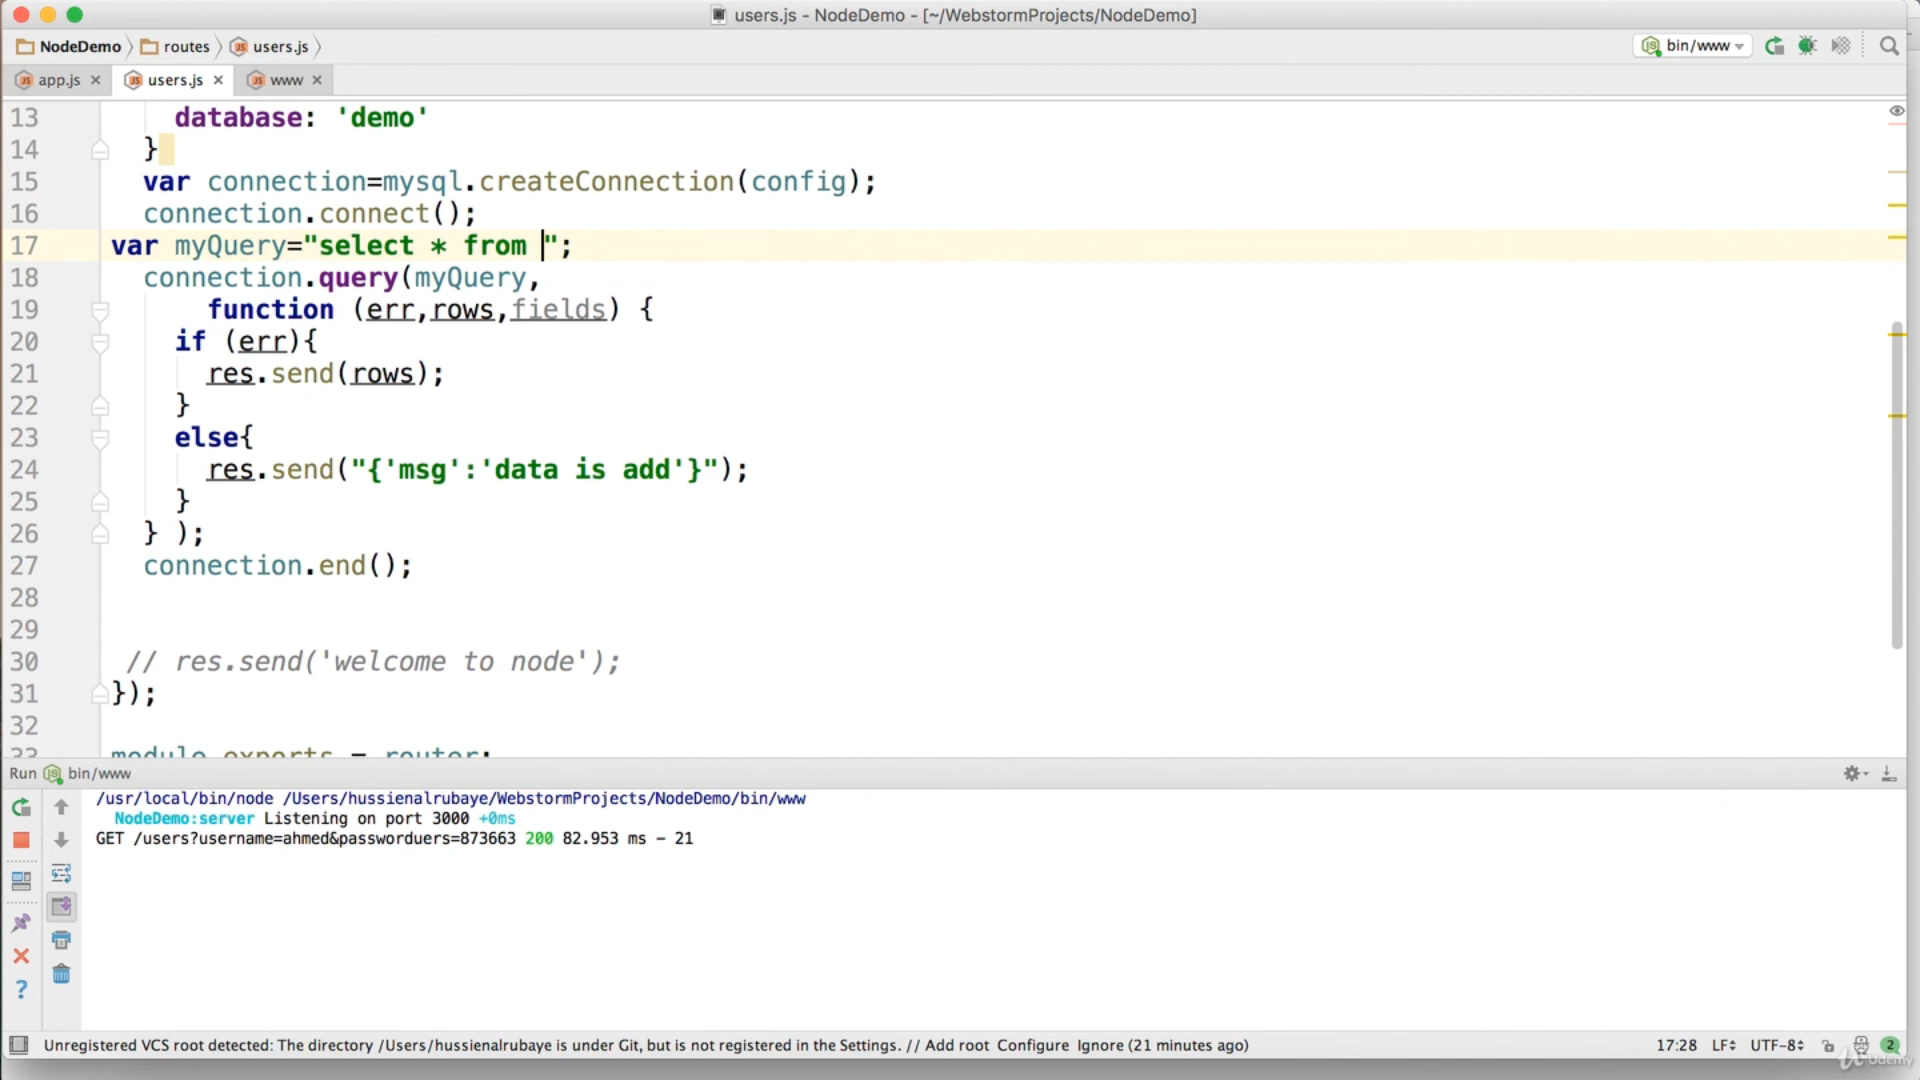 users.js - NodeDemo - [~/WebstormProjects/NodeDemo]
NodeDemo routes users.js bin/www
app.js users.js www
13 database: 'demo'
14 }
15 var connection=mysql.createConnection(config);
16 connection.connect();
17 var myQuery="select * from ";
18 connection.query(myQuery,
19 function (err,rows,fields) {
20 if (err){
21 res.send(rows);
22 }
23 else{
24 res.send("{'msg':'data is add'}");
25 }
26 } );
27 connection.end();
28
29
30 // res.send('welcome to node');
31 });
32
33 module.exports = router;
Run bin/www
/usr/local/bin/node /Users/hussienalrubaye/WebstormProjects/NodeDemo/bin/www
NodeDemo:server Listening on port 3000 +0ms
GET /users?username=ahmed&passworduers=873663 200 82.953 ms - 21
Unregistered VCS root detected: The directory /Users/hussienalrubaye is under Git, but is not registered in the Settings. // Add root Configure Ignore (21 minutes ago) 17:28 LF UTF-8 2
Udemy